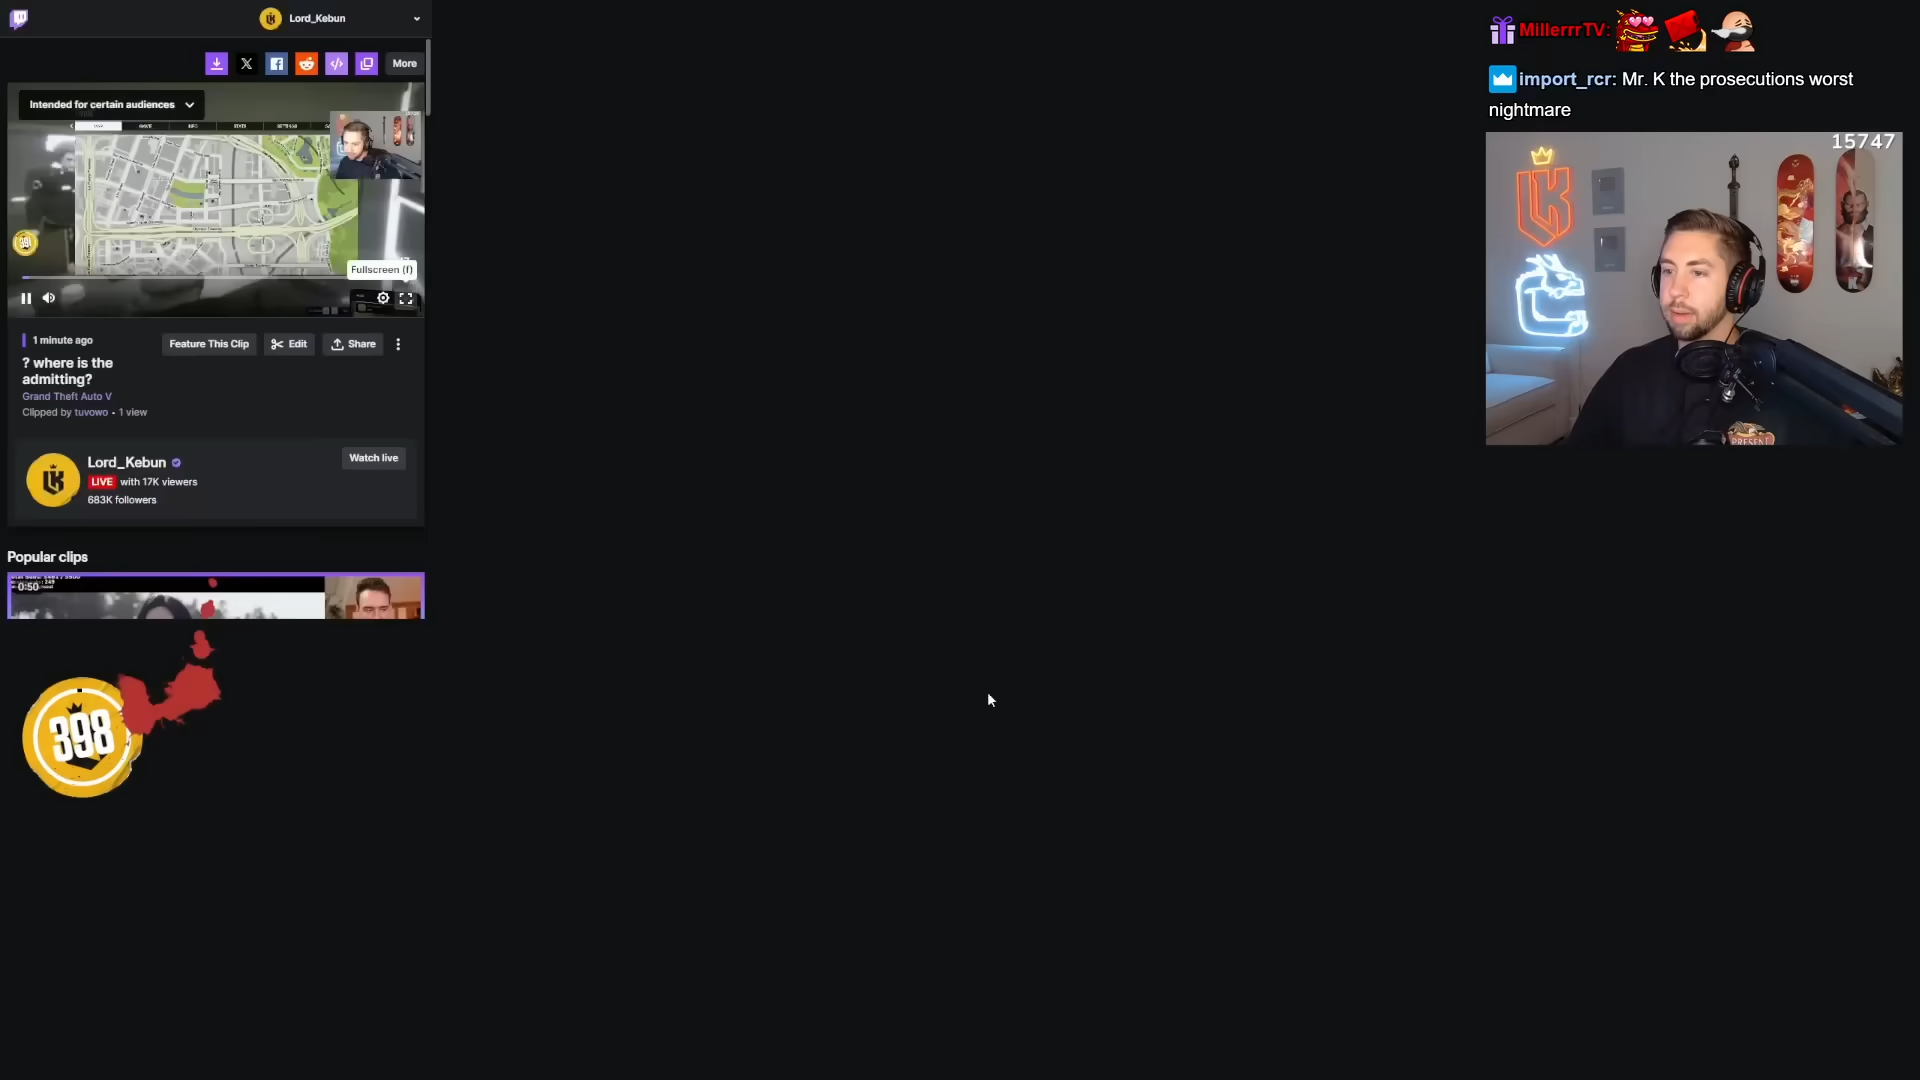 Lord_Kebun
More
Intended for certain audiences
Fullscreen (f)
1 minute ago
Feature This Clip
Edit
Share
? where is the
admitting?
Grand Theft Auto V
Clipped by tuvowo • 1 view
Lord_Kebun
Watch live
LIVE with 17K viewers
683K followers
Popular clips
0:50
398
MillerrrTV:
import_rcr: Mr. K the prosecutions worst
nightmare
15747
LK
PRESENT